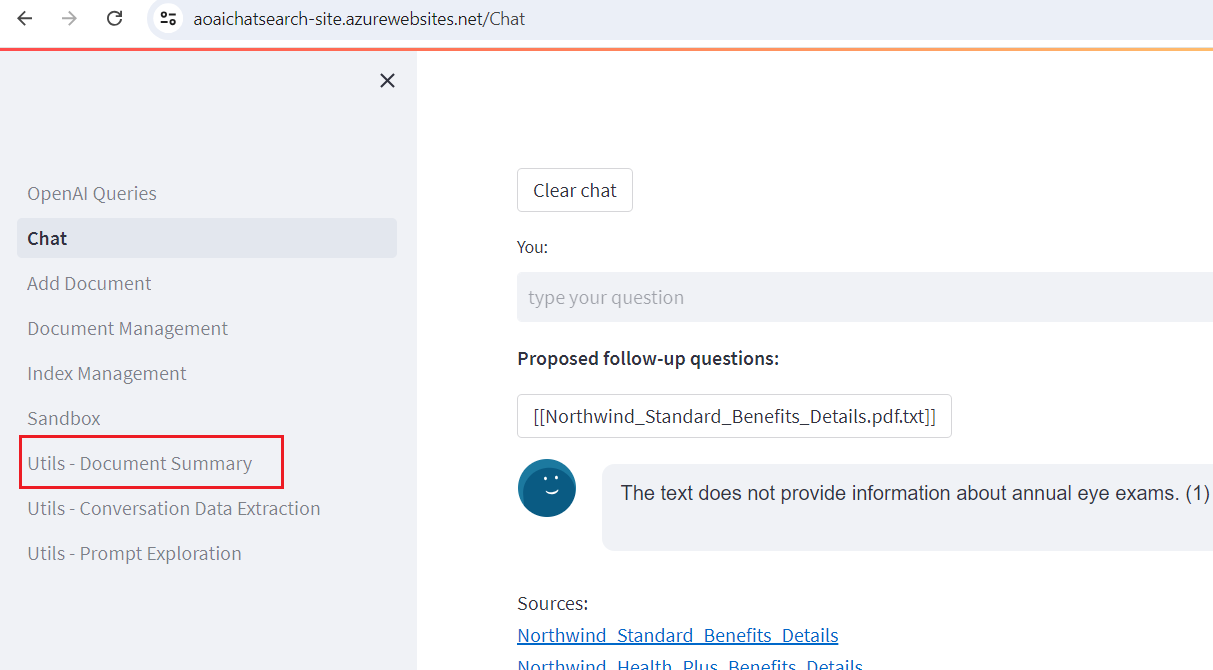 aoaichatsearch-site.azurewebsites.net/Chat
OpenAI Queries
Chat
Add Document
Document Management
Index Management
Sandbox
Utils - Document Summary
Utils - Conversation Data Extraction
Utils - Prompt Exploration
Clear chat
You:
type your question
Proposed follow-up questions:
[[Northwind_Standard_Benefits_Details.pdf.txt]]
The text does not provide information about annual eye exams. (1)
Sources:
Northwind_Standard_Benefits_Details
Northwind_Health_Plus_Benefits_Details